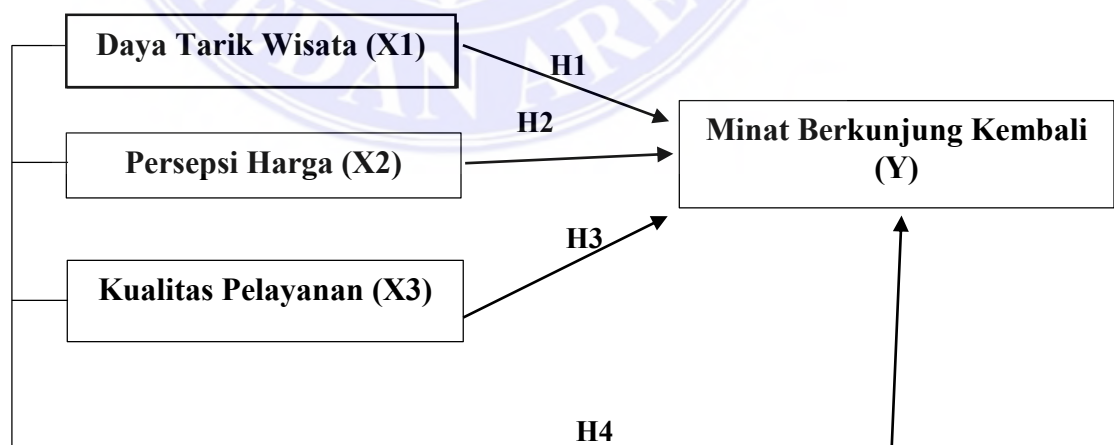 Daya Tarik Wisata (X1)
H1
H2
Minat Berkunjung Kembali
(Y)
Persepsi Harga (X2)
H3
Kualitas Pelayanan (X3)
H4